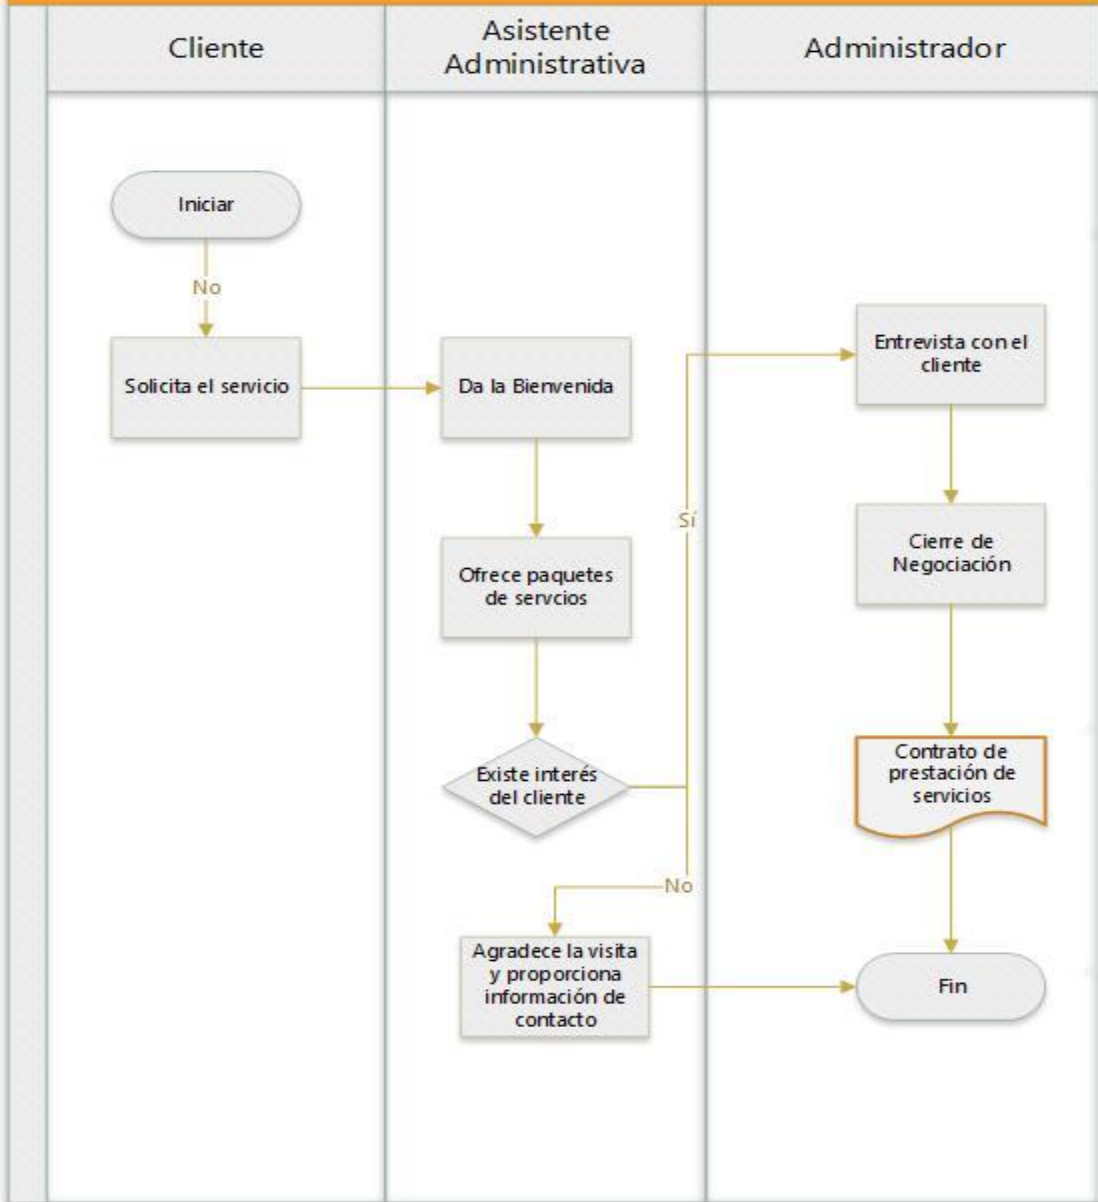 Cliente
Asistente
Administrativa
Administrador
Iniciar
No
Solicita el servicio
Da la Bienvenida
Ofrece paquetes
de servcios
Existe interés
del cliente
Sí
No
Agradece la visita
y proporciona
información de
contacto
Entrevista con el
cliente
Cierre de
Negociación
Contrato de
prestación de
servicios
Fin